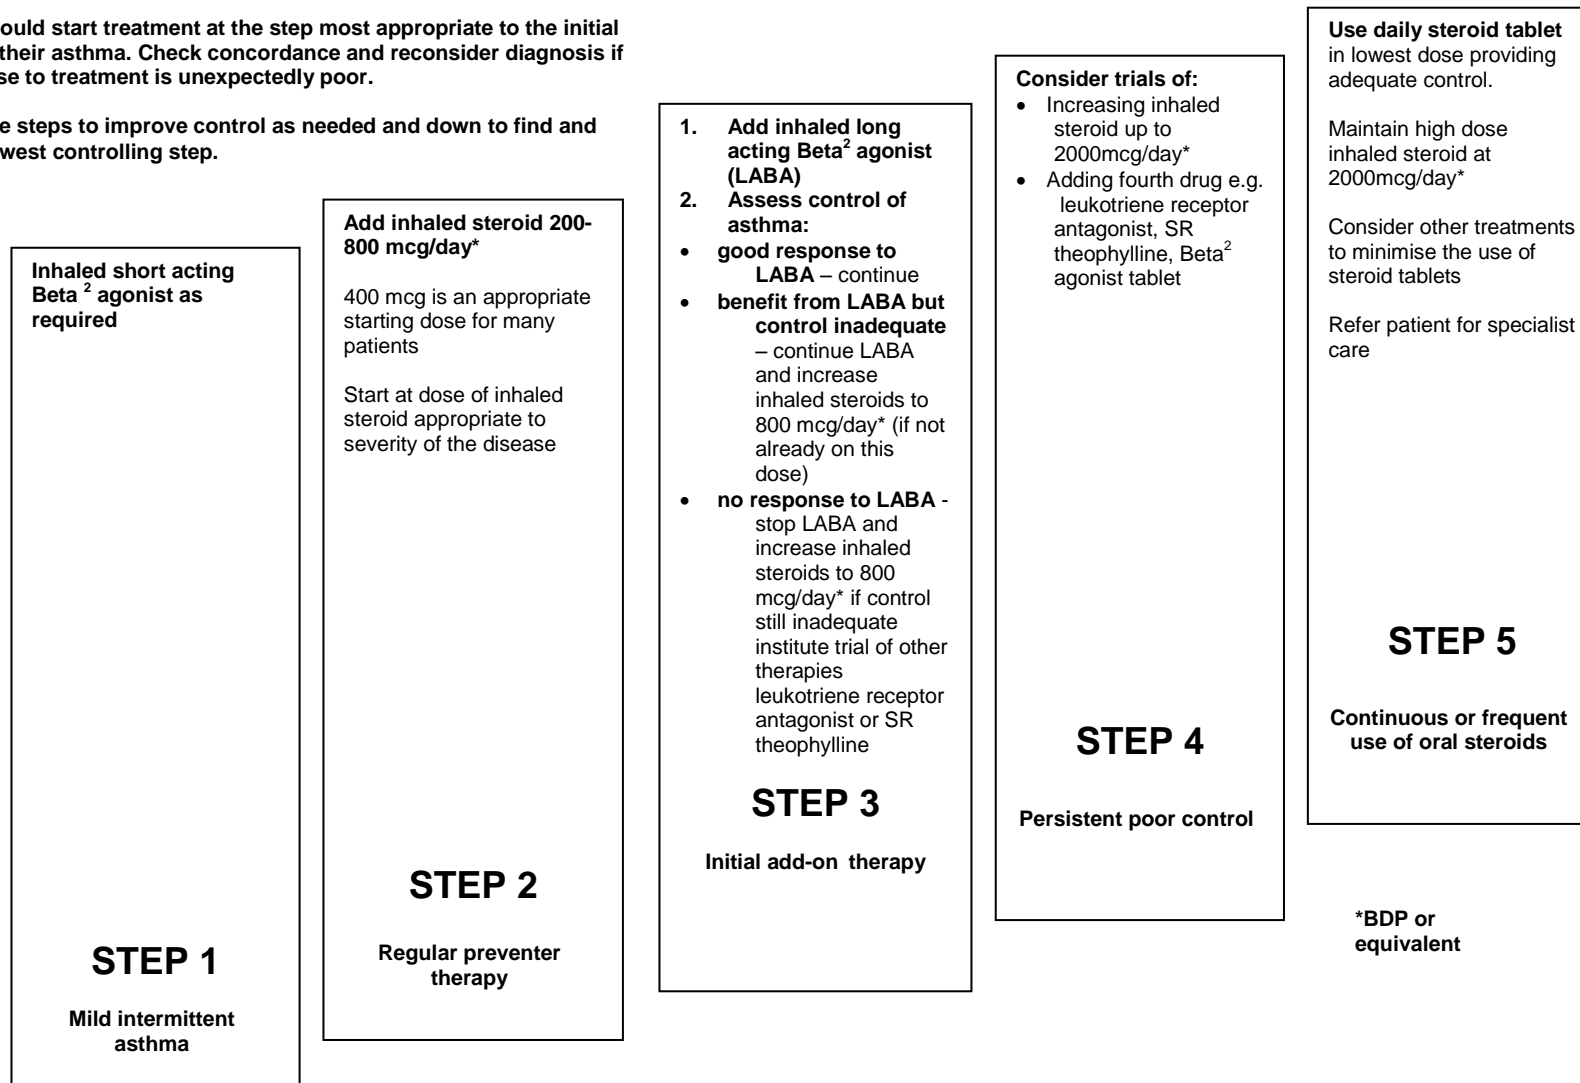 ould start treatment at the step most appropriate to the initial
their asthma. Check concordance and reconsider diagnosis if
se to treatment is unexpectedly poor.
e steps to improve control as needed and down to find and
west controlling step.
Inhaled short acting
Beta ² agonist as
required
STEP 1
Mild intermittent
asthma
Add inhaled steroid 200-
800 mcg/day*
400 mcg is an appropriate
starting dose for many
patients
Start at dose of inhaled
steroid appropriate to
severity of the disease
STEP 2
Regular preventer
therapy
1. Add inhaled long
acting Beta² agonist
(LABA)
2. Assess control of
asthma:
• good response to
LABA – continue
• benefit from LABA but
control inadequate
– continue LABA
and increase
inhaled steroids to
800 mcg/day* (if not
already on this
dose)
• no response to LABA -
stop LABA and
increase inhaled
steroids to 800
mcg/day* if control
still inadequate
institute trial of other
therapies
leukotriene receptor
antagonist or SR
theophylline
STEP 3
Initial add-on therapy
Consider trials of:
• Increasing inhaled
steroid up to
2000mcg/day*
• Adding fourth drug e.g.
leukotriene receptor
antagonist, SR
theophylline, Beta²
agonist tablet
STEP 4
Persistent poor control
Use daily steroid tablet
in lowest dose providing
adequate control.
Maintain high dose
inhaled steroid at
2000mcg/day*
Consider other treatments
to minimise the use of
steroid tablets
Refer patient for specialist
care
STEP 5
Continuous or frequent
use of oral steroids
*BDP or
equivalent